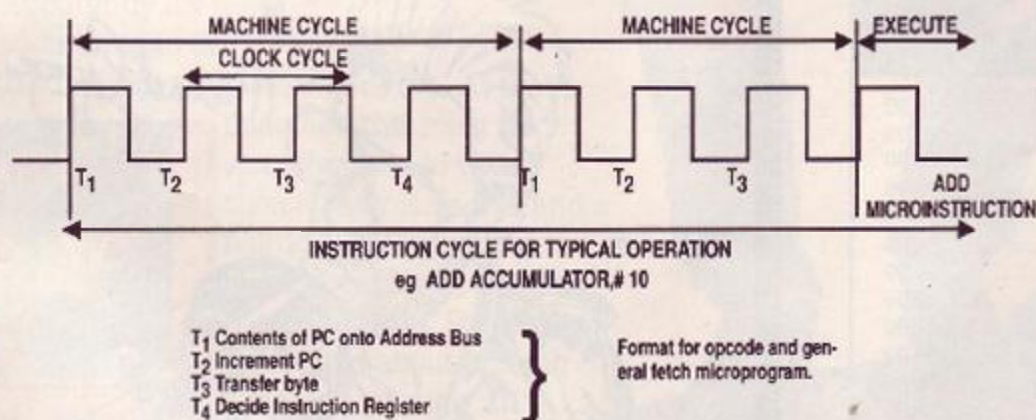 MACHINE CYCLE
MACHINE CYCLE
EXECUTE
CLOCK CYCLE
T1
T2
T3
T4
T1
T2
T3
ADD
MICROINSTRUCTION
INSTRUCTION CYCLE FOR TYPICAL OPERATION
eg ADD ACCUMULATOR,# 10
T1 Contents of PC onto Address Bus
T2 Increment PC
T3 Transfer byte
T4 Decide Instruction Register
Format for opcode and gen-
eral fetch microprogram.